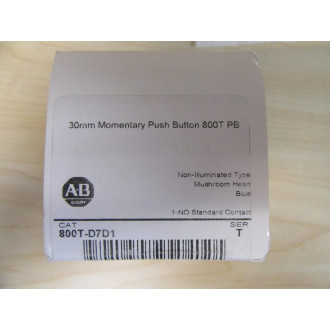 30mm Momentary Push Button 800T PB
Non-Illuminated Type
Mushroom Head
Blue
1-NO Standard Contact
AB
CAT
SER
800T-D7D1
T